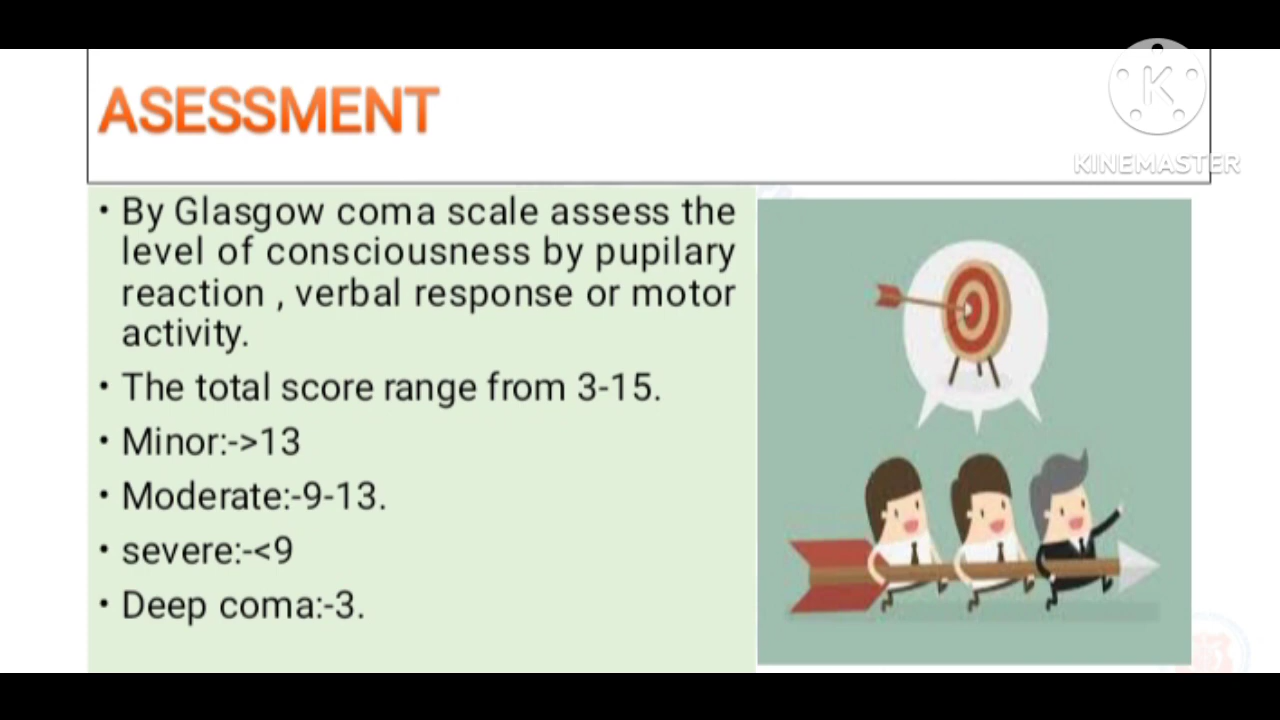 ASESSMENT
K
KINEMASTER
• By Glasgow coma scale assess the
level of consciousness by pupilary
reaction , verbal response or motor
activity.
• The total score range from 3-15.
• Minor:->13
• Moderate:-9-13.
• severe:-<9
• Deep coma:-3.